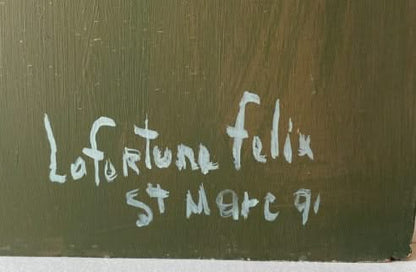 Lafortune Felix
St Marc 91